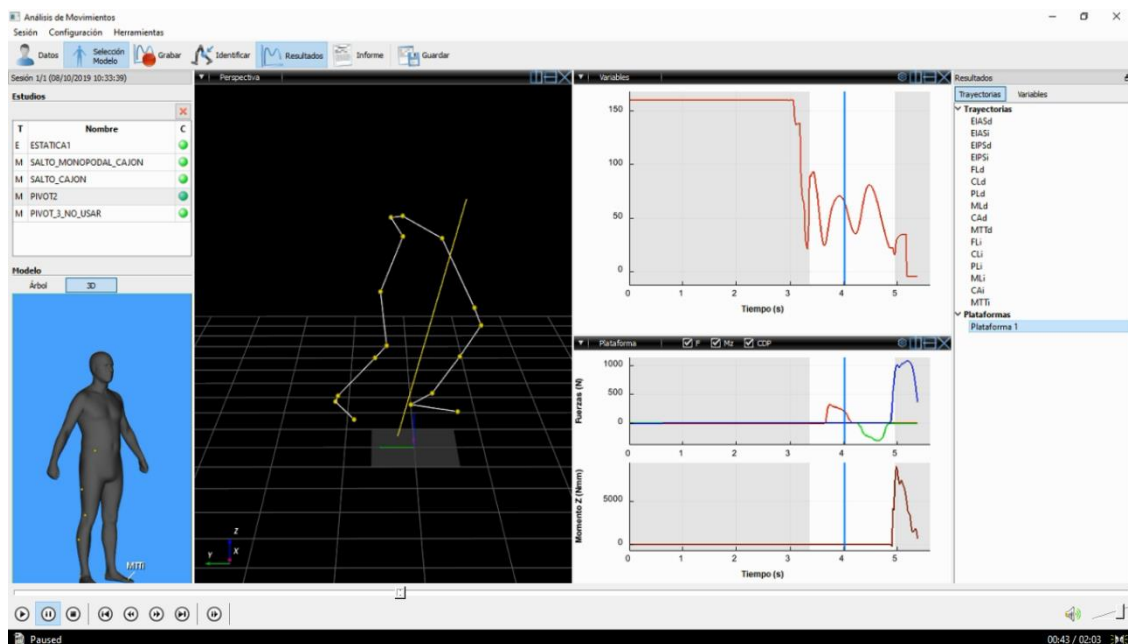 Análisis de Movimientos
Sesión Configuración Herramientas
Datos Selección Modelo Grabar Identificar Resultados Informe Guardar
Sesión 1/1 (08/10/2019 10:33:39)
Estudios
T Nombre C
E ESTATICA1
M SALTO_MONOPODAL_CAJON
M SALTO_CAJON
M PIVOT2
M PIVOT_3_NO_USAR
Modelo
Árbol 3D
MTTi
Perspectiva
Z
Y X
Variables
150
100
50
0
0 1 2 3 4 5
Tiempo (s)
Plataforma F Mz CDP
Fuerzas (N)
1000
500
0
0 1 2 3 4 5
Momento Z (Nmm)
5000
0
0 1 2 3 4 5
Tiempo (s)
Resultados
Trayectorias Variables
Trayectorias
EIASd
EIASi
EIPSd
EIPSi
FLd
CLd
PLd
MLd
CAd
MTTd
FLi
CLi
PLi
MLi
CAi
MTTi
Plataformas
Plataforma 1
Paused
00:43 / 02:03